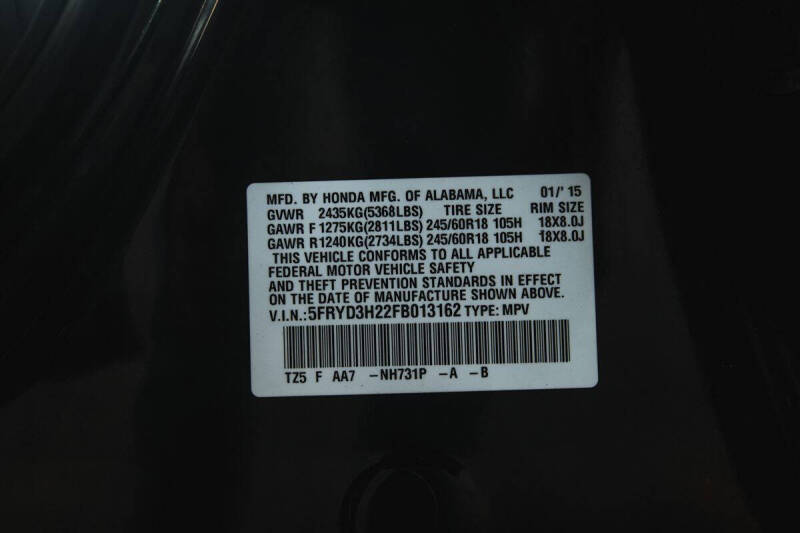 MFD. BY HONDA MFG. OF ALABAMA, LLC 01/' 15
GVWR 2435KG(5368LBS) TIRE SIZE RIM SIZE
GAWR F 1275KG(2811LBS) 245/60R18 105H 18X8.0J
GAWR R1240KG(2734LBS) 245/60R18 105H 18X8.0J
THIS VEHICLE CONFORMS TO ALL APPLICABLE
FEDERAL MOTOR VEHICLE SAFETY
AND THEFT PREVENTION STANDARDS IN EFFECT
ON THE DATE OF MANUFACTURE SHOWN ABOVE.
V.I.N.:5FRYD3H22FB013162 TYPE: MPV
TZ5 F AA7 -NH731P -A -B